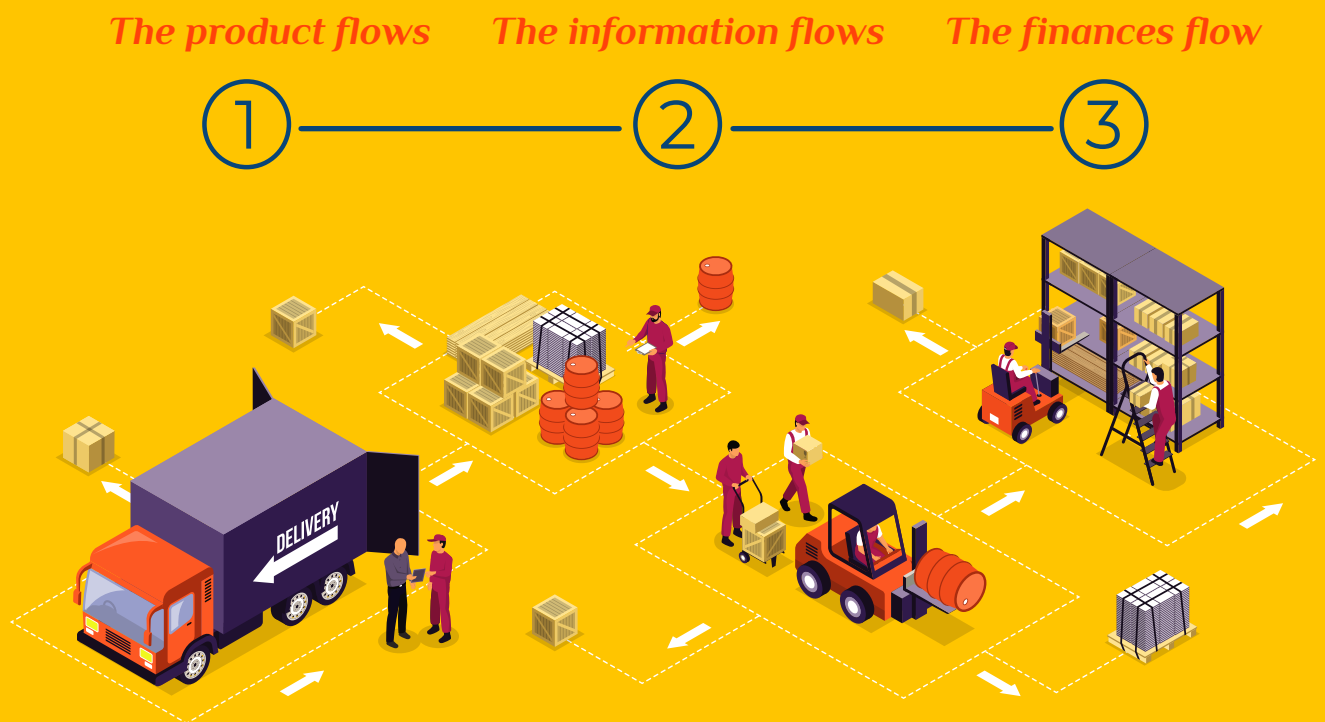 The product flows
The information flows
The finances flow
1
2
3
DELIVERY